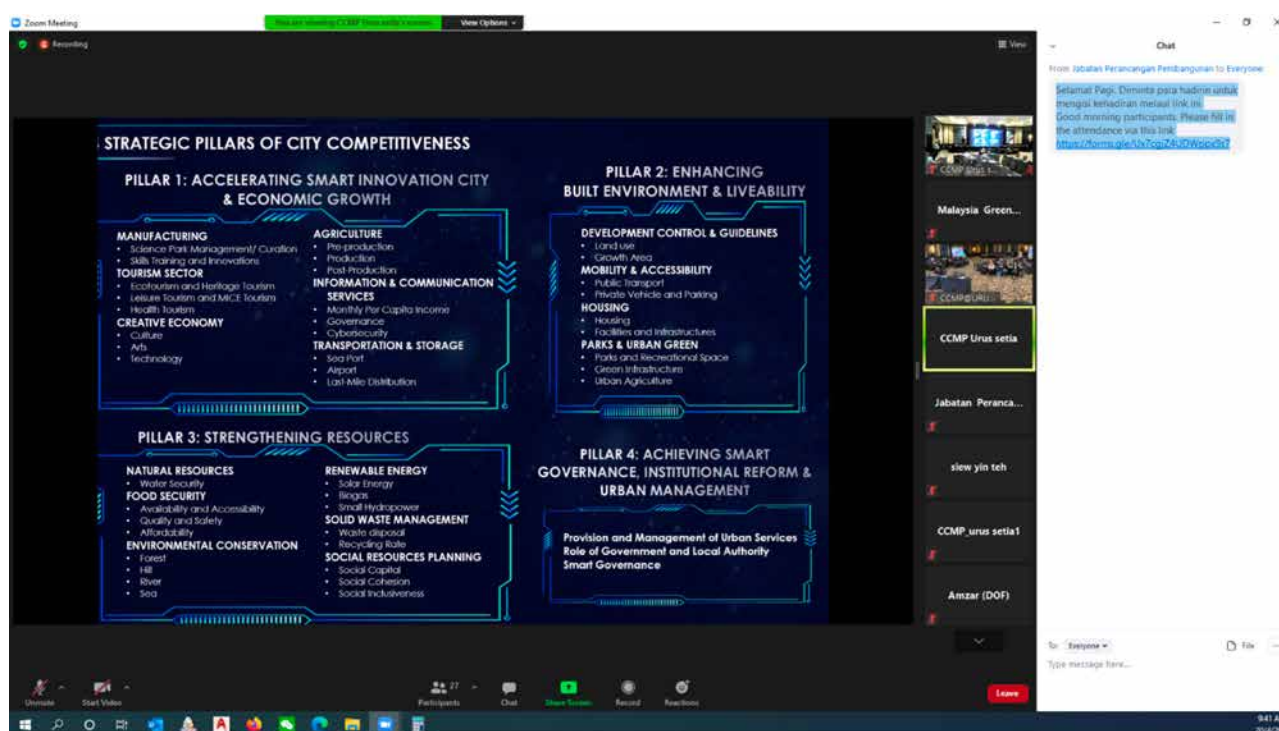 Zoom Meeting
You are viewing CCMP Urus setia's screen
View Options
Recording
View
STRATEGIC PILLARS OF CITY COMPETITIVENESS
PILLAR 1: ACCELERATING SMART INNOVATION CITY
& ECONOMIC GROWTH
MANUFACTURING
• Science Park Management/ Curation
• Skills Training and Innovations
TOURISM SECTOR
• Ecotourism and Heritage Tourism
• Leisure Tourism and MICE Tourism
• Health Tourism
CREATIVE ECONOMY
• Culture
• Arts
• Technology
AGRICULTURE
• Pre-production
• Production
• Post-Production
INFORMATION & COMMUNICATION
SERVICES
• Monthly Per Capita Income
• Governance
• Cybersecurity
TRANSPORTATION & STORAGE
• Sea Port
• Airport
• Last-Mile Distribution
PILLAR 2: ENHANCING
BUILT ENVIRONMENT & LIVEABILITY
DEVELOPMENT CONTROL & GUIDELINES
• Land use
• Growth Area
MOBILITY & ACCESSIBILITY
• Public Transport
• Private Vehicle and Parking
HOUSING
• Housing
• Facilities and Infrastructures
PARKS & URBAN GREEN
• Parks and Recreational Space
• Green Infrastructure
• Urban Agriculture
PILLAR 3: STRENGTHENING RESOURCES
NATURAL RESOURCES
• Water Security
FOOD SECURITY
• Availability and Accessibility
• Quality and Safety
• Affordability
ENVIRONMENTAL CONSERVATION
• Forest
• Hill
• River
• Sea
RENEWABLE ENERGY
• Solar Energy
• Biogas
• Small Hydropower
SOLID WASTE MANAGEMENT
• Waste disposal
• Recycling Rate
SOCIAL RESOURCES PLANNING
• Social Capital
• Social Cohesion
• Social Inclusiveness
PILLAR 4: ACHIEVING SMART
GOVERNANCE, INSTITUTIONAL REFORM &
URBAN MANAGEMENT
Provision and Management of Urban Services
Role of Government and Local Authority
Smart Governance
Malaysia Green...
CCMP@URU...
CCMP Urus setia
Jabatan Peranca...
siew yin teh
CCMP_urus setia1
Amzar (DOF)
Chat
From Jabatan Perancangan Pembangunan to Everyone:
Selamat Pagi. Diminta para hadirin untuk
mengisi kehadiran melaui link ini.
Good morning participants. Please fill in
the attendance via this link
To: Everyone
File
Type message here...
Unmute
Start Video
27
Participants
Chat
Share Screen
Record
Reactions
Leave